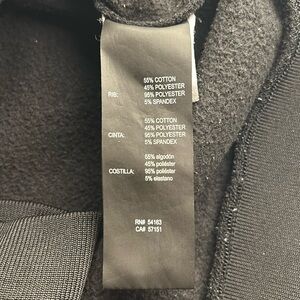 55% COTTON
45% POLYESTER
RIB: 95% POLYESTER
5% SPANDEX
55% COTTON
45% POLYESTER
CINTA: 95% POLYESTER
5% SPANDEX
55% algodón
45% poliéster
COSTILLA: 95% poliéster
5% elastano
RN# 54163
CA# 57151